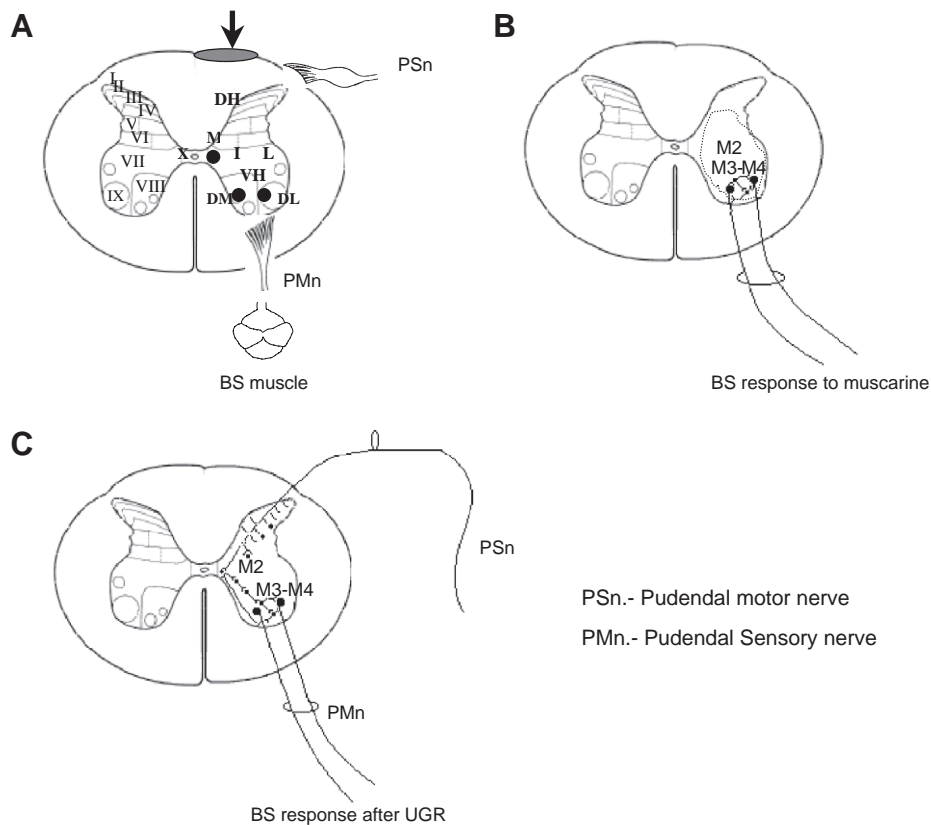 A
B
PSn
I
II
III
IV
V
VI
VII
VIII
IX
X
DH
M
I
L
VH
DM
DL
PMn
BS muscle
M2
M3-M4
BS response to muscarine
C
PSn
M2
M3-M4
PMn
BS response after UGR
PSn.- Pudendal motor nerve
PMn.- Pudendal Sensory nerve